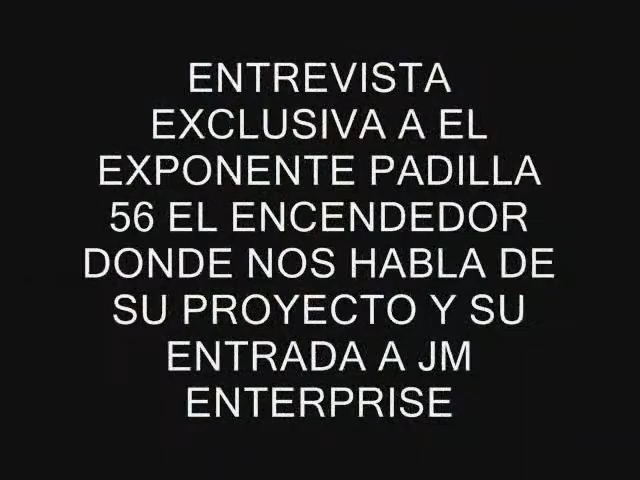 ENTREVISTA
EXCLUSIVA A EL
EXPONENTE PADILLA
56 EL ENCENDEDOR
DONDE NOS HABLA DE
SU PROYECTO Y SU
ENTRADA A JM
ENTERPRISE